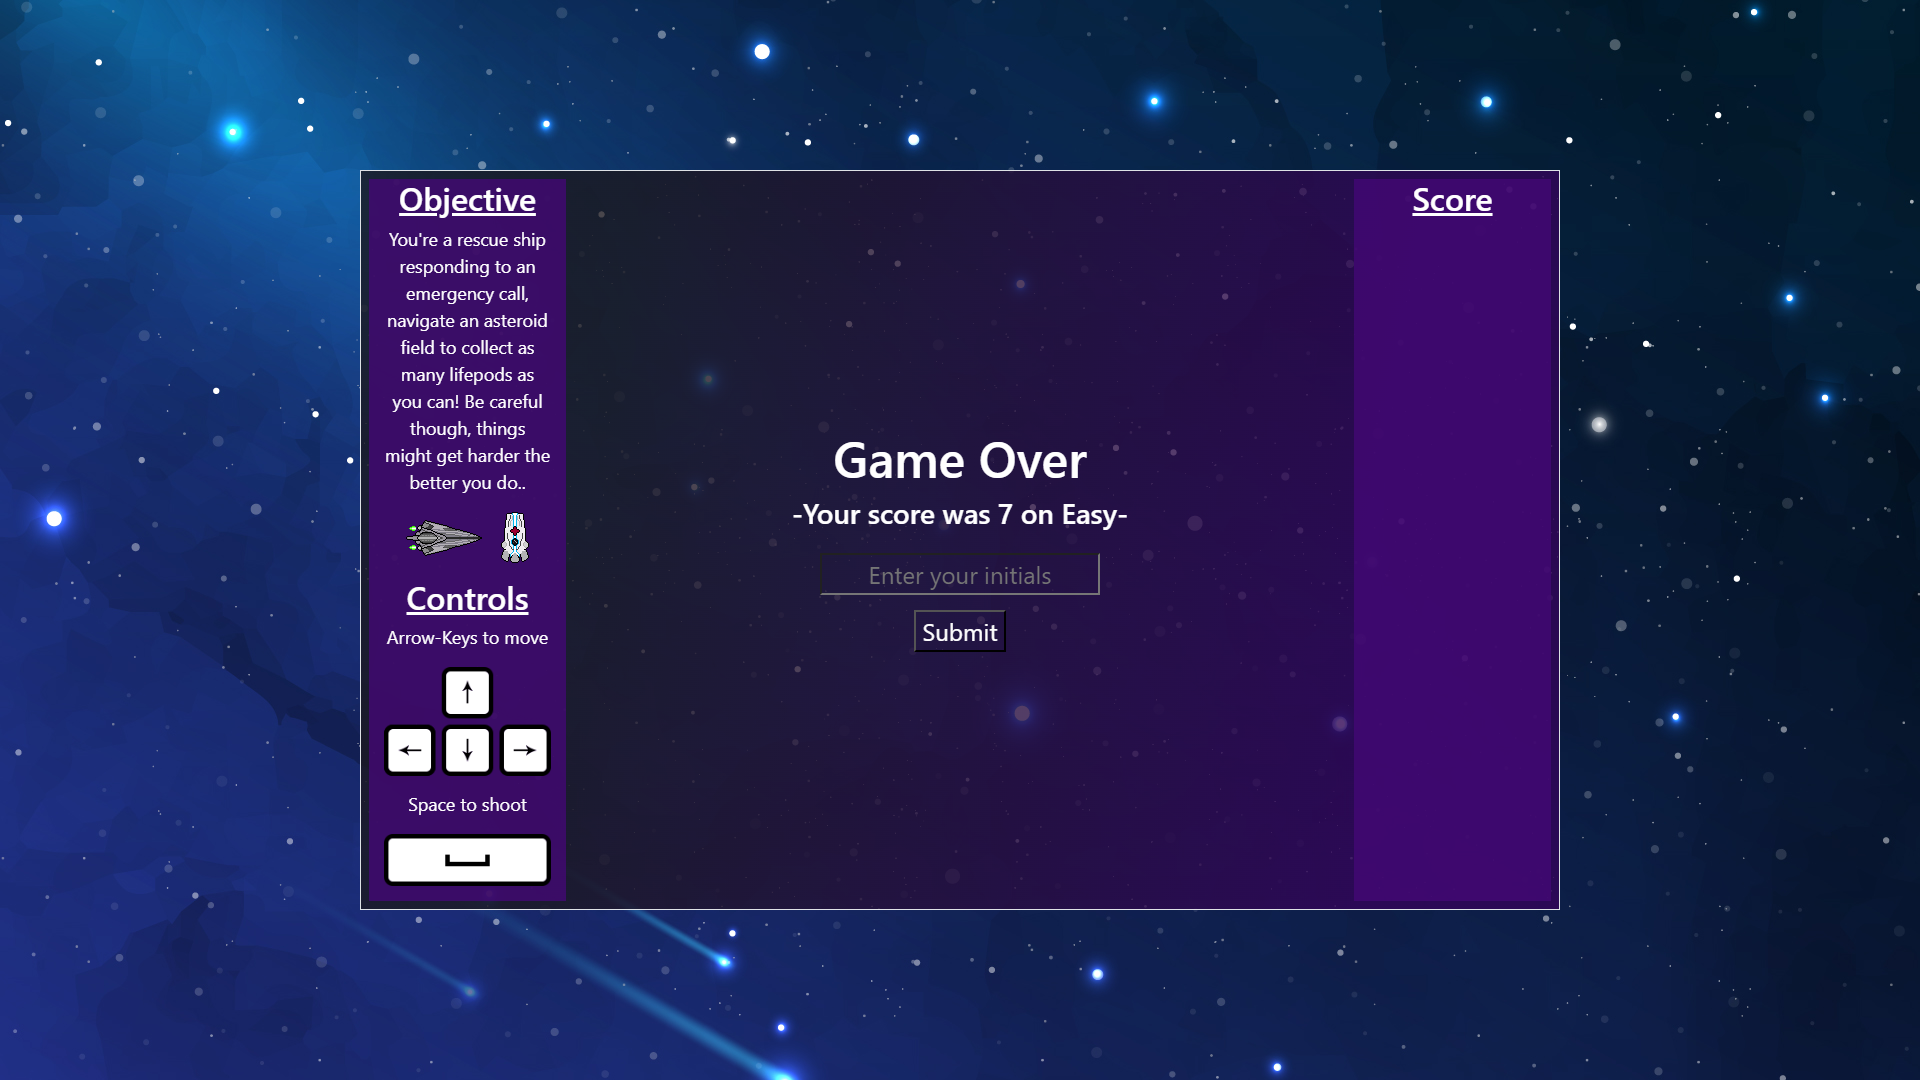 Objective
You're a rescue ship
responding to an
emergency call,
navigate an asteroid
field to collect as
many lifepods as
you can! Be careful
though, things
might get harder the
better you do..
Controls
Arrow-Keys to move
↑
← ↓ →
Space to shoot
Game Over
-Your score was 7 on Easy-
Enter your initials
Submit
Score